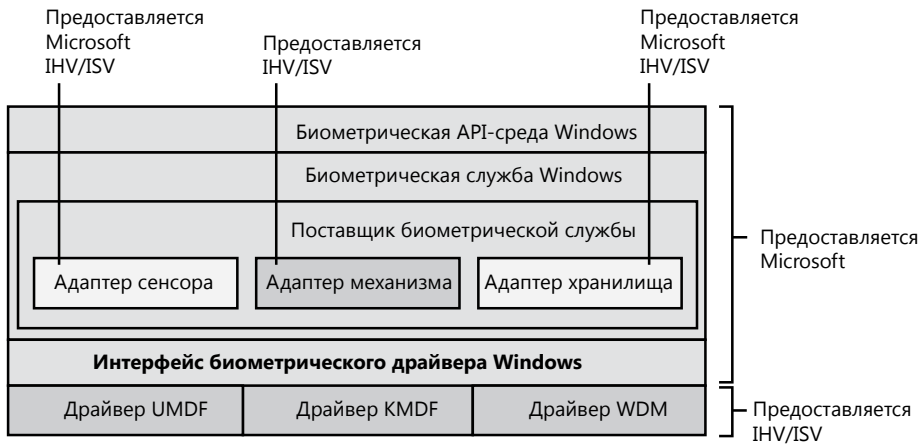 Предоставляется
Microsoft
IHV/ISV
Предоставляется
IHV/ISV
Предоставляется
Microsoft
IHV/ISV
Биометрическая API-среда Windows
Биометрическая служба Windows
Поставщик биометрической службы
Адаптер сенсора
Адаптер механизма
Адаптер хранилища
Предоставляется
Microsoft
Интерфейс биометрического драйвера Windows
Драйвер UMDF
Драйвер KMDF
Драйвер WDM
Предоставляется
IHV/ISV